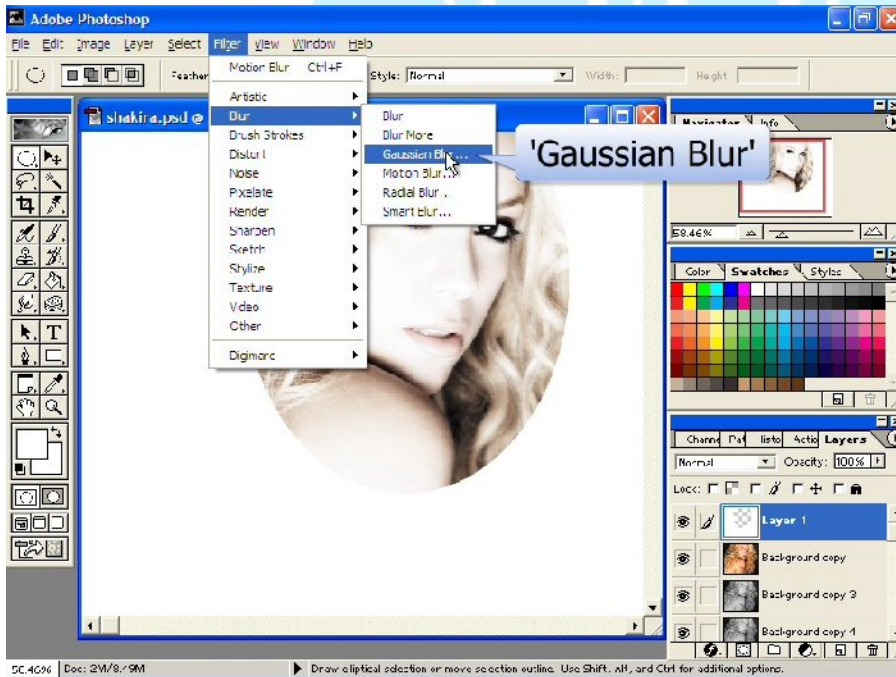 Adobe Photoshop
File Edit Image Layer Select Filter View Window Help
Feather
Style: Normal
Width:
Height
Motion Blur Ctrl+F
Artistic
Blur
Brush Strokes
Distort
Noise
Pixelate
Render
Sharpen
Sketch
Stylize
Texture
Video
Other
Digimarc
shakira.psd @
Blur
Blur More
Gaussian Blur...
Motion Blur...
Radial Blur...
Smart Blur...
'Gaussian Blur'
Navigator Info
58.46%
Color Swatches Styles
Layers
Normal Opacity: 100%
Lock:
Layer 1
Background copy
Background copy 3
Background copy 4
Draw elliptical selection or move selection outline. Use Shift, Alt, and Ctrl for additional options.